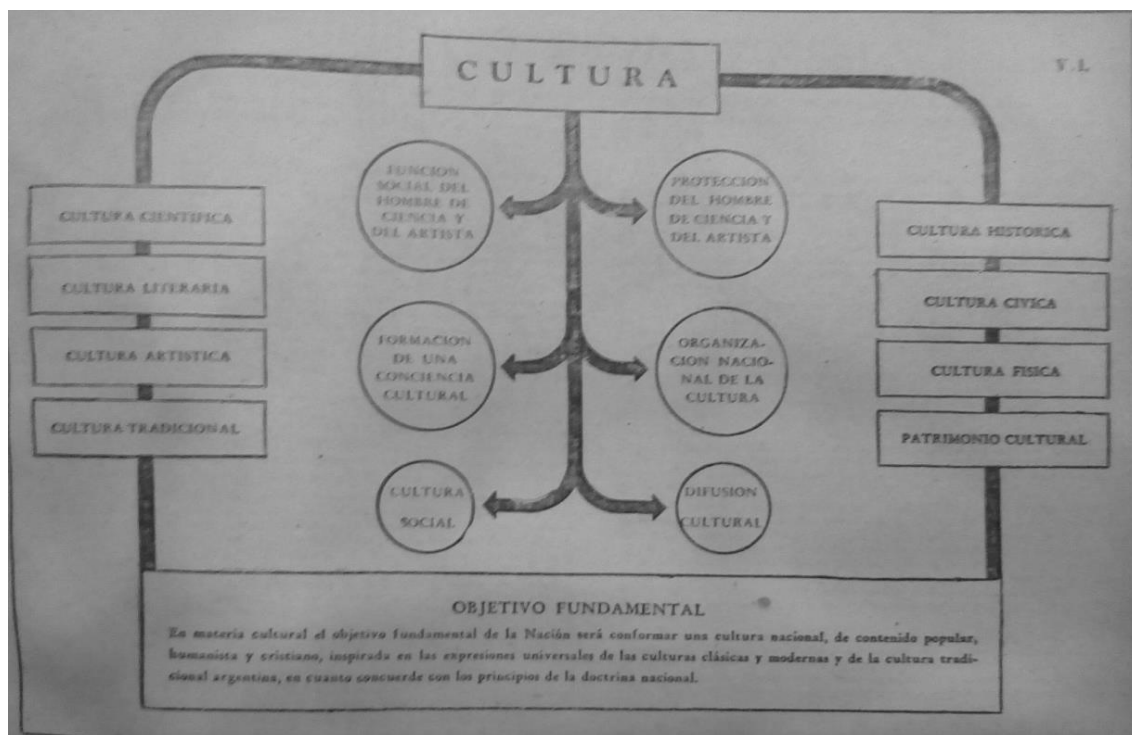 CULTURA
V.I.
FUNCION
SOCIAL DEL
HOMBRE DE
CIENCIA Y
DEL ARTISTA
PROTECCION
DEL HOMBRE
DE CIENCIA Y
DEL ARTISTA
CULTURA CIENTIFICA
CULTURA LITERARIA
CULTURA ARTISTICA
CULTURA TRADICIONAL
FORMACION
DE UNA
CONCIENCIA
CULTURAL
ORGANIZA-
CION NACIO-
NAL DE LA
CULTURA
CULTURA HISTORICA
CULTURA CIVICA
CULTURA FISICA
PATRIMONIO CULTURAL
CULTURA
SOCIAL
DIFUSION
CULTURAL
OBJETIVO FUNDAMENTAL
En materia cultural el objetivo fundamental de la Nación será conformar una cultura nacional, de contenido popular,
humanista y cristiano, inspirada en las expresiones universales de las culturas clásicas y modernas y de la cultura tradi-
cional argentina, en cuanto concuerde con los principios de la doctrina nacional.